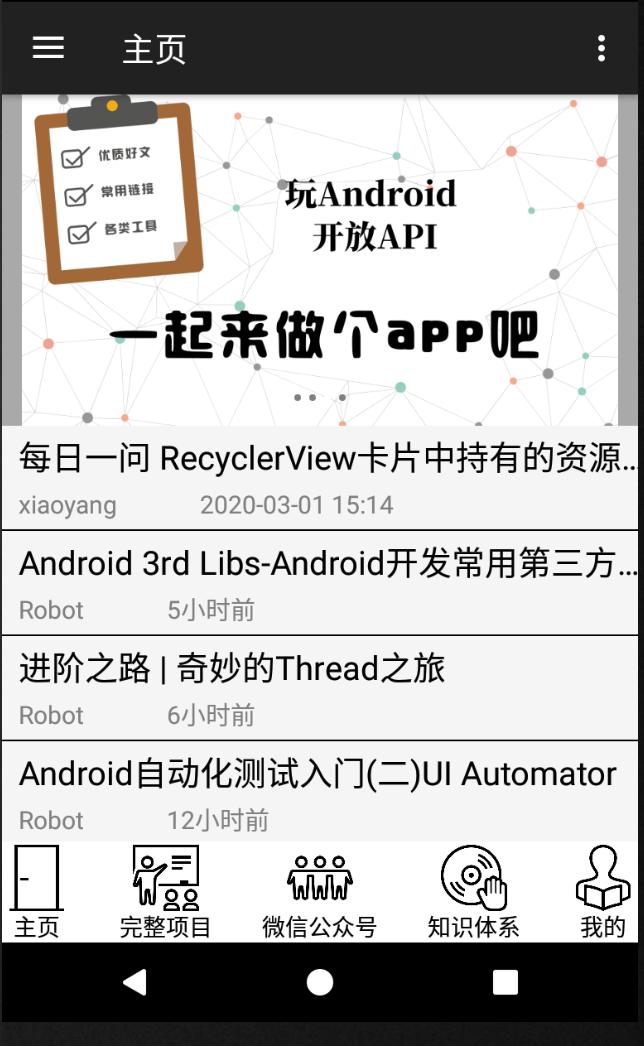 主页
优质好文
常用链接
各类工具
玩Android
开放API
一起来做个app吧
每日一问 RecyclerView卡片中持有的资源…
xiaoyang 2020-03-01 15:14
Android 3rd Libs-Android开发常用第三方…
Robot 5小时前
进阶之路 | 奇妙的Thread之旅
Robot 6小时前
Android自动化测试入门(二)UI Automator
Robot 12小时前
主页 完整项目 微信公众号 知识体系 我的